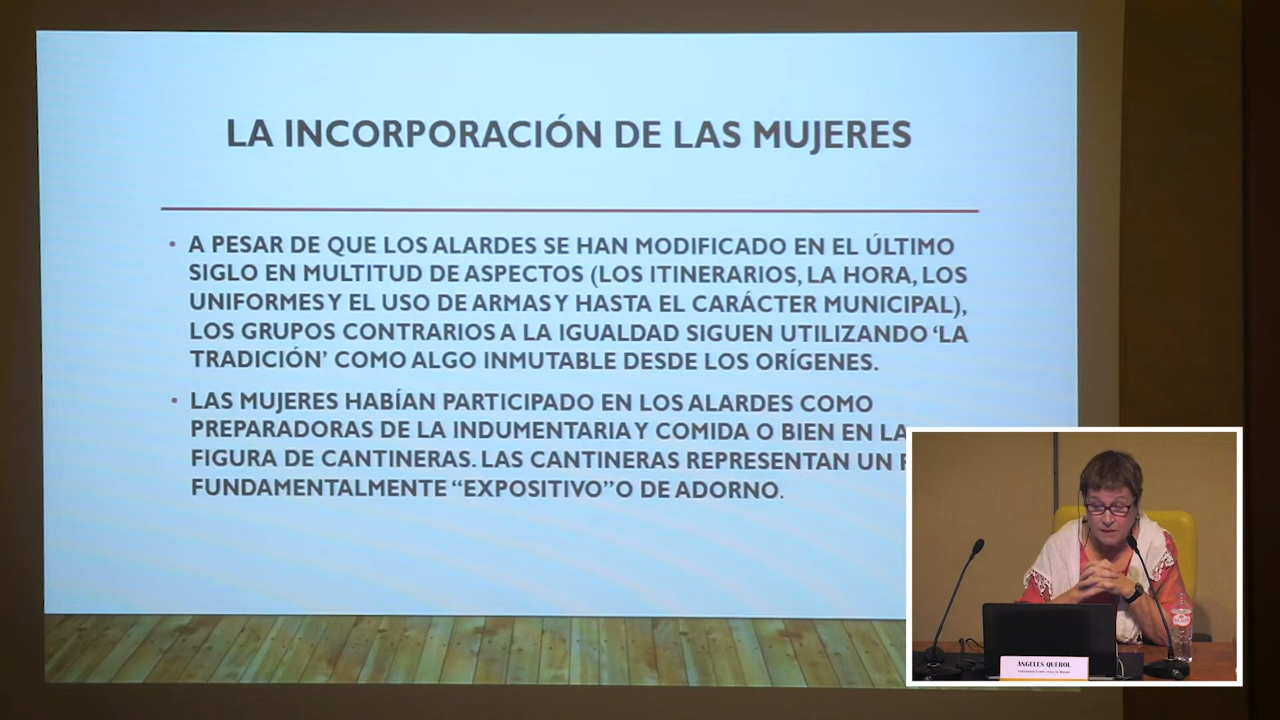 LA INCORPORACIÓN DE LAS MUJERES
• A PESAR DE QUE LOS ALARDES SE HAN MODIFICADO EN EL ÚLTIMO
SIGLO EN MULTITUD DE ASPECTOS (LOS ITINERARIOS, LA HORA, LOS
UNIFORMES Y EL USO DE ARMAS Y HASTA EL CARÁCTER MUNICIPAL),
LOS GRUPOS CONTRARIOS A LA IGUALDAD SIGUEN UTILIZANDO ‘LA
TRADICIÓN’ COMO ALGO INMUTABLE DESDE LOS ORÍGENES.
• LAS MUJERES HABÍAN PARTICIPADO EN LOS ALARDES COMO
PREPARADORAS DE LA INDUMENTARIA Y COMIDA O BIEN EN LA
FIGURA DE CANTINERAS. LAS CANTINERAS REPRESENTAN UN
FUNDAMENTALMENTE “EXPOSITIVO” O DE ADORNO.
ÁNGELES QUEROL